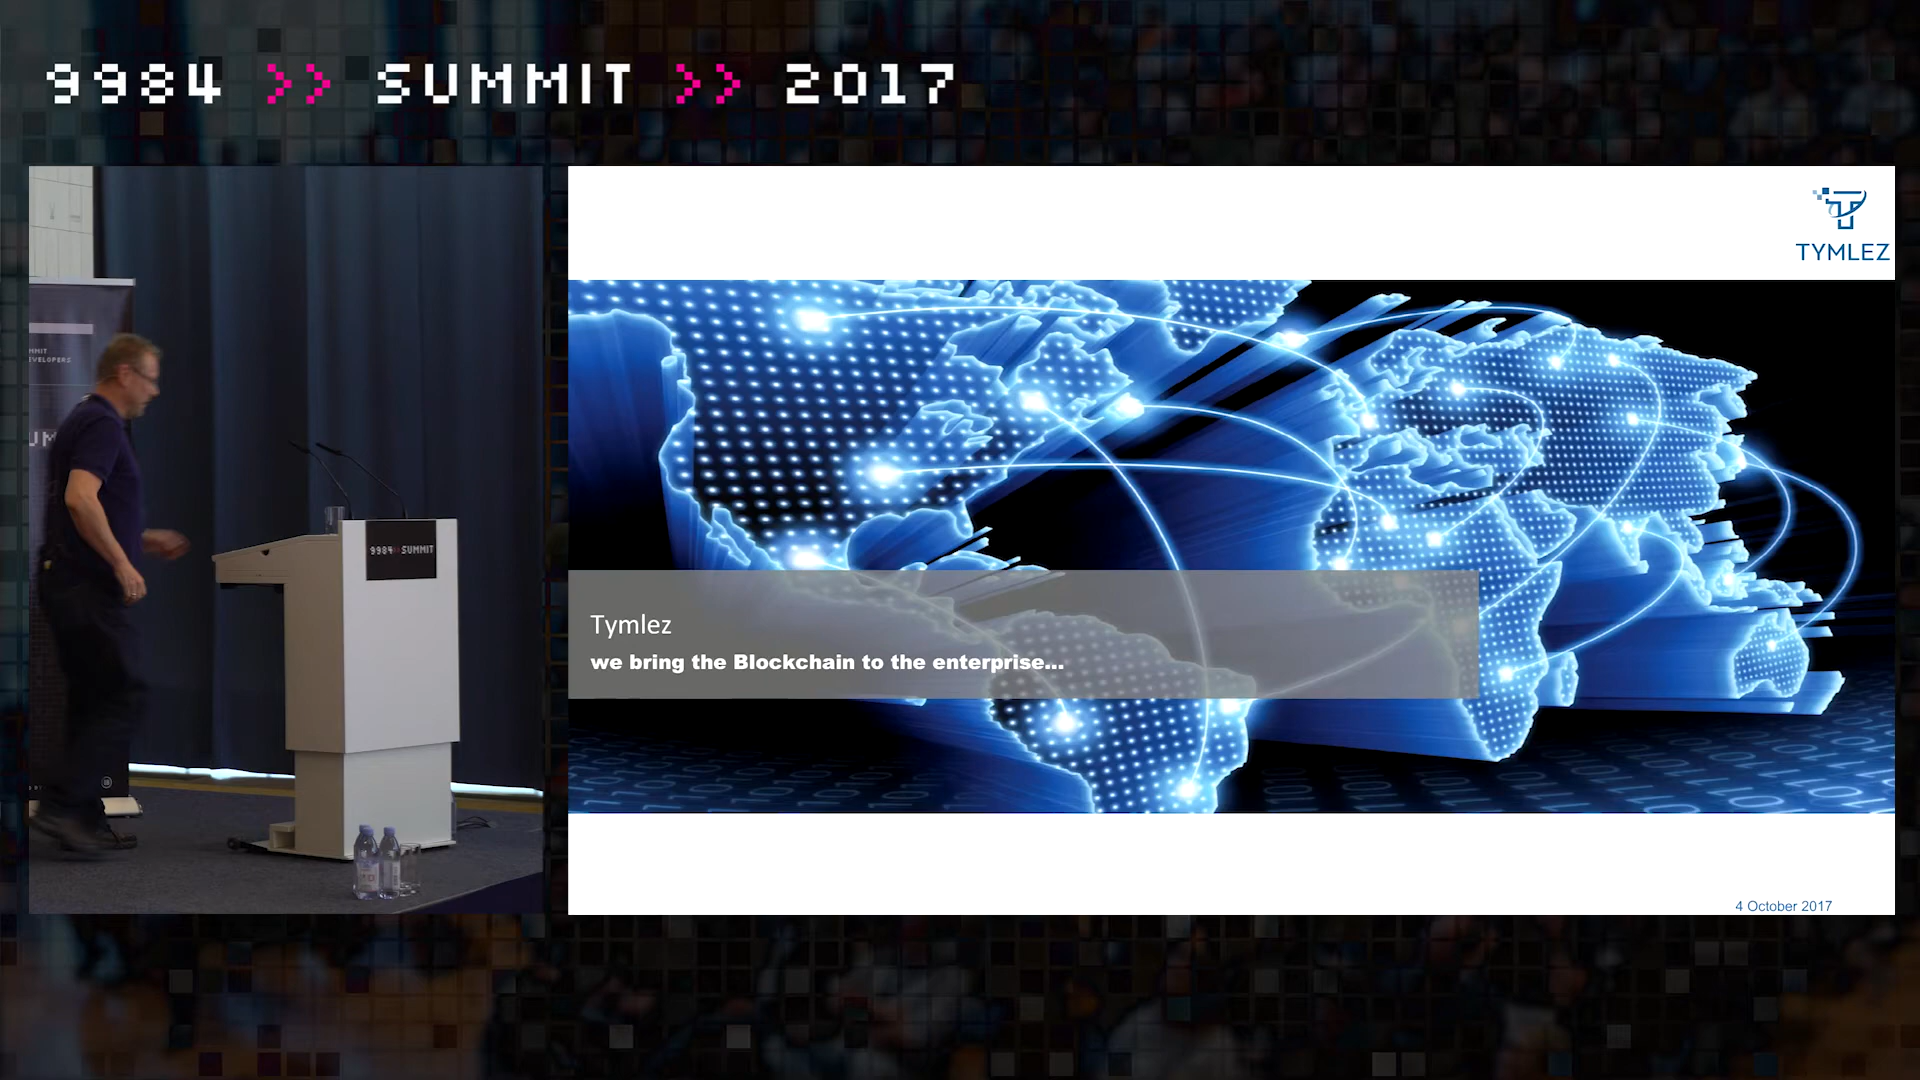 9984 >> SUMMIT >> 2017
TYMLEZ
Tymlez
we bring the Blockchain to the enterprise...
4 October 2017
9984>>SUMMIT